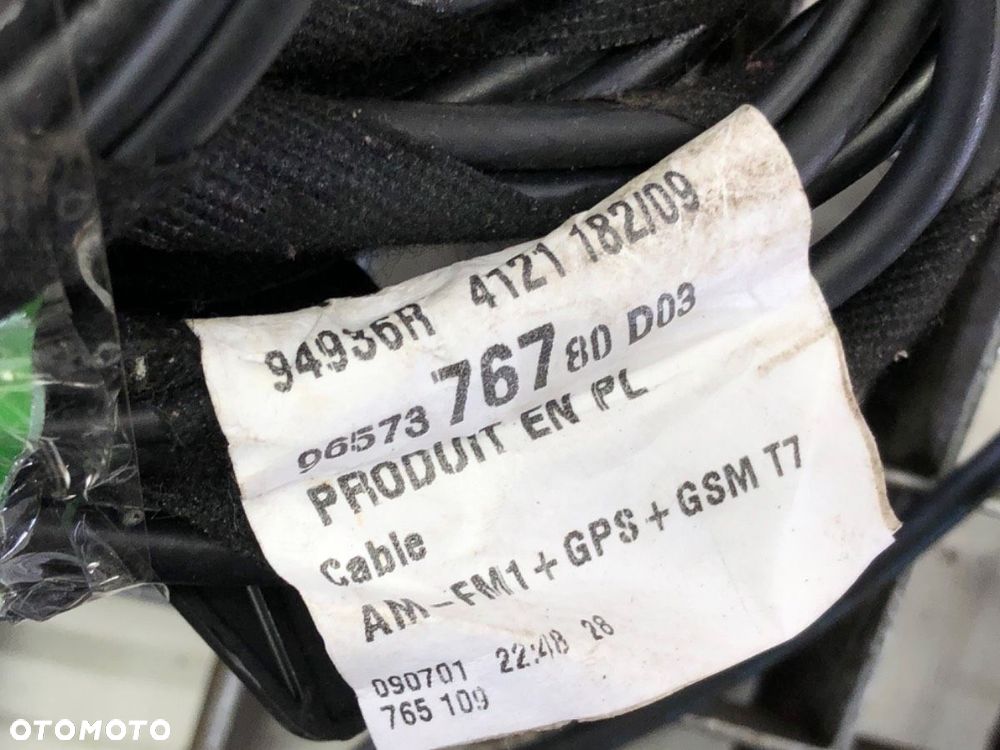 94936R 4121 182/09
96573 767 80 D03
PRODUIT EN PL
Cable
AM-FM1+GPS+GSM T7
090701 22:48 28
765 109
OTOMOTO